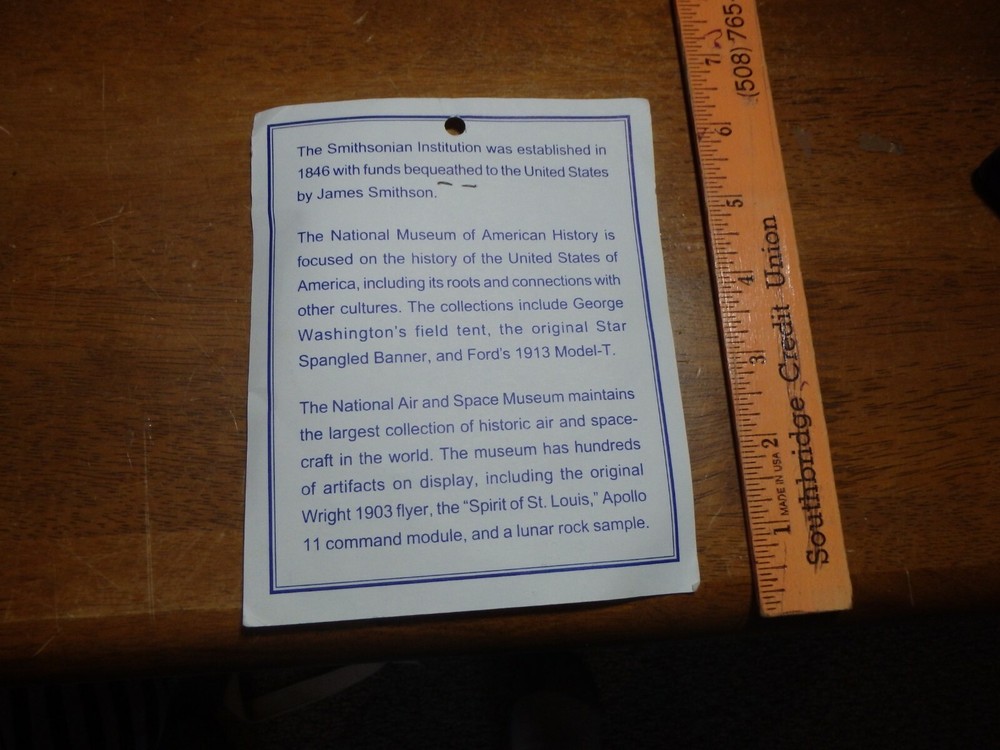 The Smithsonian Institution was established in
1846 with funds bequeathed to the United States
by James Smithson.
The National Museum of American History is
focused on the history of the United States of
America, including its roots and connections with
other cultures. The collections include George
Washington's field tent, the original Star
Spangled Banner, and Ford's 1913 Model-T.
The National Air and Space Museum maintains
the largest collection of historic air and space-
craft in the world. The museum has hundreds
of artifacts on display, including the original
Wright 1903 flyer, the “Spirit of St. Louis,” Apollo
11 command module, and a lunar rock sample.
Southbridge Credit Union
(508) 765-
MADE IN USA
1
2
3
4
5
6
7